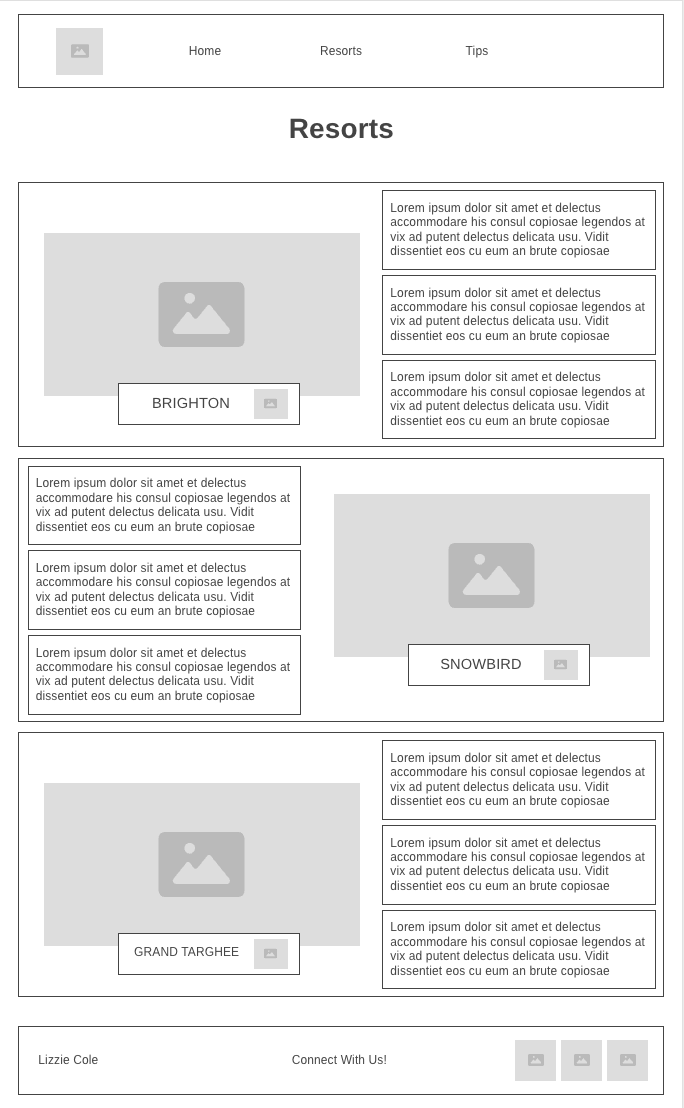 Home
Resorts
Tips
Resorts
BRIGHTON
Lorem ipsum dolor sit amet et delectus
accommodare his consul copiosae legendos at
vix ad putent delectus delicata usu. Vidit
dissentiet eos cu eum an brute copiosae
Lorem ipsum dolor sit amet et delectus
accommodare his consul copiosae legendos at
vix ad putent delectus delicata usu. Vidit
dissentiet eos cu eum an brute copiosae
Lorem ipsum dolor sit amet et delectus
accommodare his consul copiosae legendos at
vix ad putent delectus delicata usu. Vidit
dissentiet eos cu eum an brute copiosae
Lorem ipsum dolor sit amet et delectus
accommodare his consul copiosae legendos at
vix ad putent delectus delicata usu. Vidit
dissentiet eos cu eum an brute copiosae
Lorem ipsum dolor sit amet et delectus
accommodare his consul copiosae legendos at
vix ad putent delectus delicata usu. Vidit
dissentiet eos cu eum an brute copiosae
Lorem ipsum dolor sit amet et delectus
accommodare his consul copiosae legendos at
vix ad putent delectus delicata usu. Vidit
dissentiet eos cu eum an brute copiosae
SNOWBIRD
GRAND TARGHEE
Lorem ipsum dolor sit amet et delectus
accommodare his consul copiosae legendos at
vix ad putent delectus delicata usu. Vidit
dissentiet eos cu eum an brute copiosae
Lorem ipsum dolor sit amet et delectus
accommodare his consul copiosae legendos at
vix ad putent delectus delicata usu. Vidit
dissentiet eos cu eum an brute copiosae
Lorem ipsum dolor sit amet et delectus
accommodare his consul copiosae legendos at
vix ad putent delectus delicata usu. Vidit
dissentiet eos cu eum an brute copiosae
Lizzie Cole
Connect With Us!